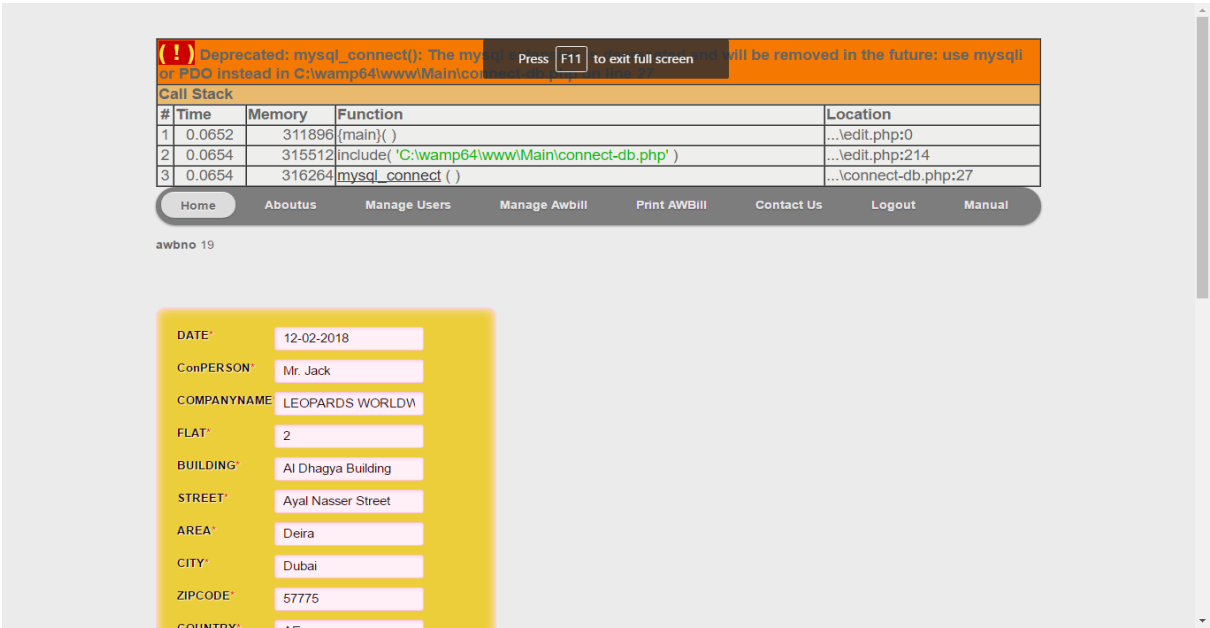 ( ! ) Deprecated: mysql_connect(): The mysql will be removed in the future: use mysqli
or PDO instead in C:\wamp64\www\Main\connect-db.php on line 27
Press F11 to exit full screen
Call Stack
# Time Memory Function Location
1 0.0652 311896 {main}( ) ...\edit.php:0
2 0.0654 315512 include( 'C:\wamp64\www\Main\connect-db.php' ) ...\edit.php:214
3 0.0654 316264 mysql_connect ( ) ...\connect-db.php:27
Home Aboutus Manage Users Manage Awbill Print AWBill Contact Us Logout Manual
awbno 19
DATE* 12-02-2018
ConPERSON* Mr. Jack
COMPANYNAME LEOPARDS WORLDW
FLAT* 2
BUILDING* Al Dhagya Building
STREET* Ayal Nasser Street
AREA* Deira
CITY* Dubai
ZIPCODE* 57775
COUNTRY* AE